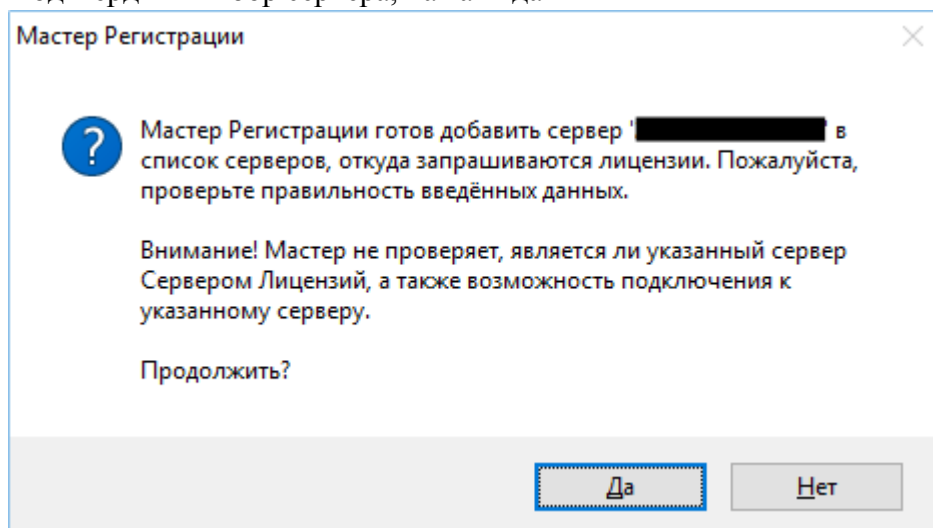 Мастер Регистрации
Мастер Регистрации готов добавить сервер '' в
список серверов, откуда запрашиваются лицензии. Пожалуйста,
проверьте правильность введённых данных.
Внимание! Мастер не проверяет, является ли указанный сервер
Сервером Лицензий, а также возможность подключения к
указанному серверу.
Продолжить?
Да
Нет